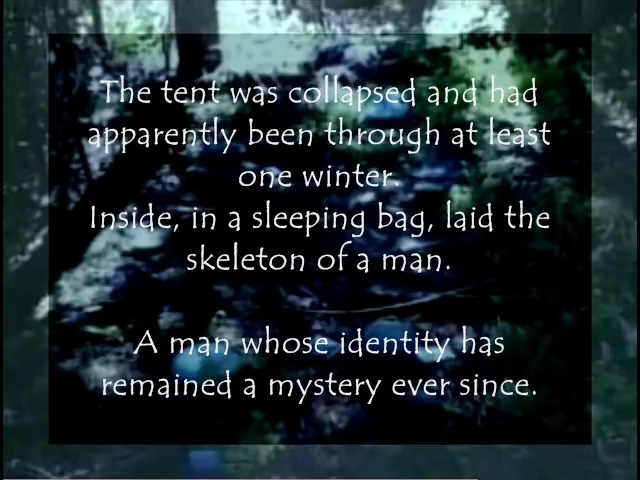 The tent was collapsed and had
apparently been through at least
one winter.
Inside, in a sleeping bag, laid the
skeleton of a man.
A man whose identity has
remained a mystery ever since.